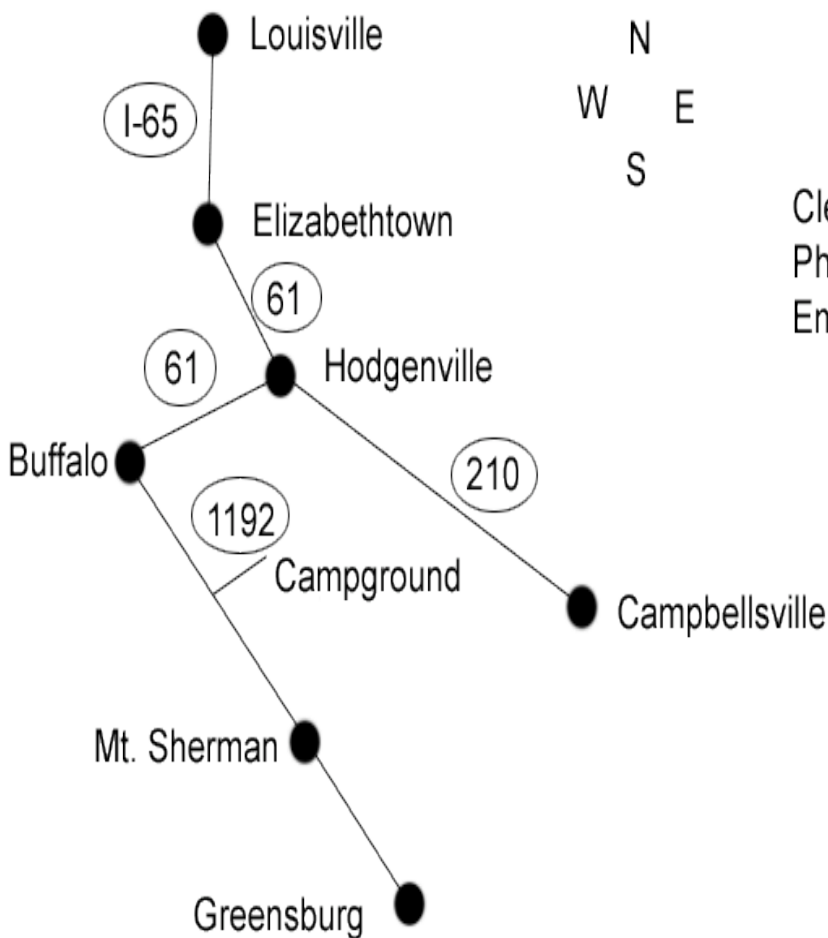 Louisville
N
I-65
W E
S
Elizabethtown
61
61
Hodgenville
Buffalo
210
1192
Campground
Campbellsville
Mt. Sherman
Greensburg